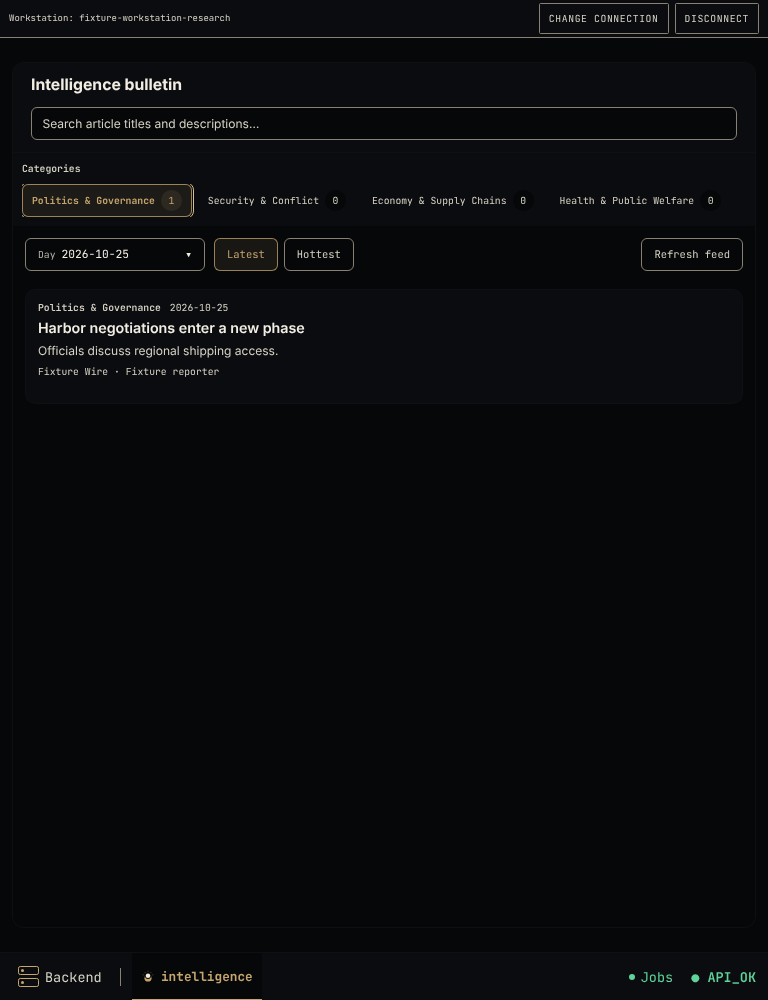 Workstation: fixture-workstation-research
CHANGE CONNECTION
DISCONNECT
Intelligence bulletin
Search article titles and descriptions...
Categories
Politics & Governance 1
Security & Conflict 0
Economy & Supply Chains 0
Health & Public Welfare 0
Day 2026-10-25
Latest
Hottest
Refresh feed
Politics & Governance 2026-10-25
Harbor negotiations enter a new phase
Officials discuss regional shipping access.
Fixture Wire · Fixture reporter
Backend
intelligence
Jobs
API_OK